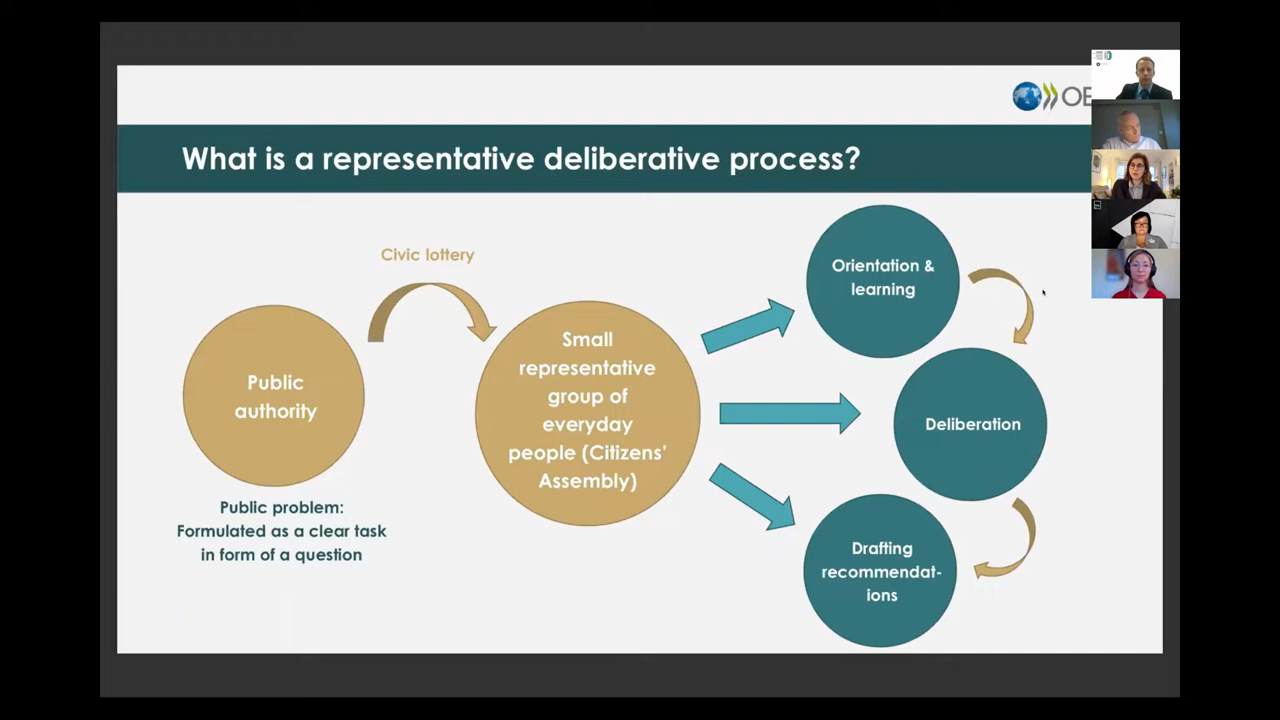 OE
What is a representative deliberative process?
Civic lottery
Public
authority
Public problem:
Formulated as a clear task
in form of a question
Small
representative
group of
everyday
people (Citizens'
Assembly)
Orientation &
learning
Deliberation
Drafting
recommendat-
ions